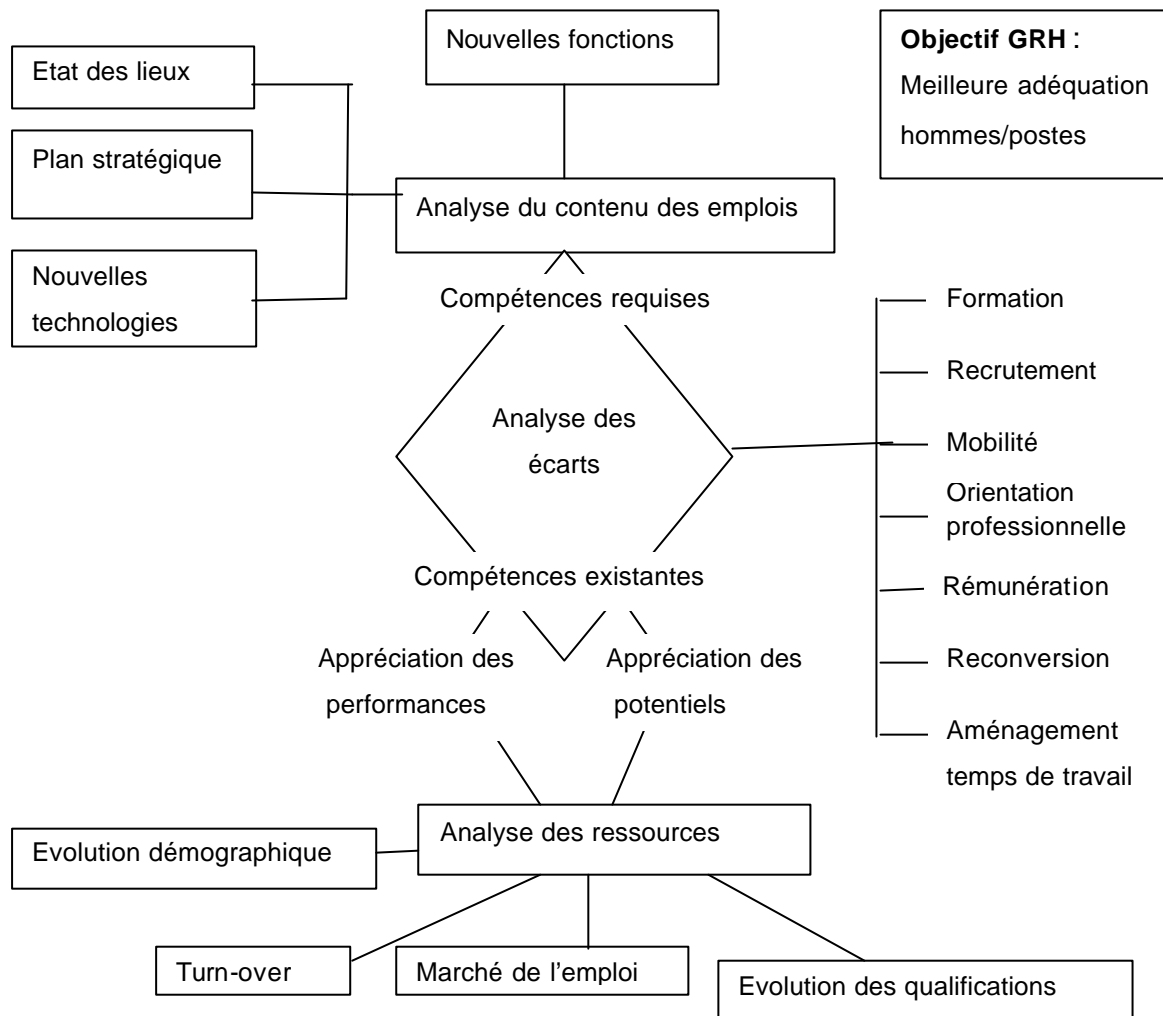 Nouvelles fonctions
Objectif GRH :
Meilleure adéquation
hommes/postes
Etat des lieux
Plan stratégique
Nouvelles
technologies
Analyse du contenu des emplois
Compétences requises
Analyse des
écarts
Compétences existantes
Formation
Recrutement
Mobilité
Orientation
professionnelle
Rémunération
Reconversion
Aménagement
temps de travail
Appréciation des
performances
Appréciation des
potentiels
Analyse des ressources
Evolution démographique
Turn-over
Marché de l’emploi
Evolution des qualifications